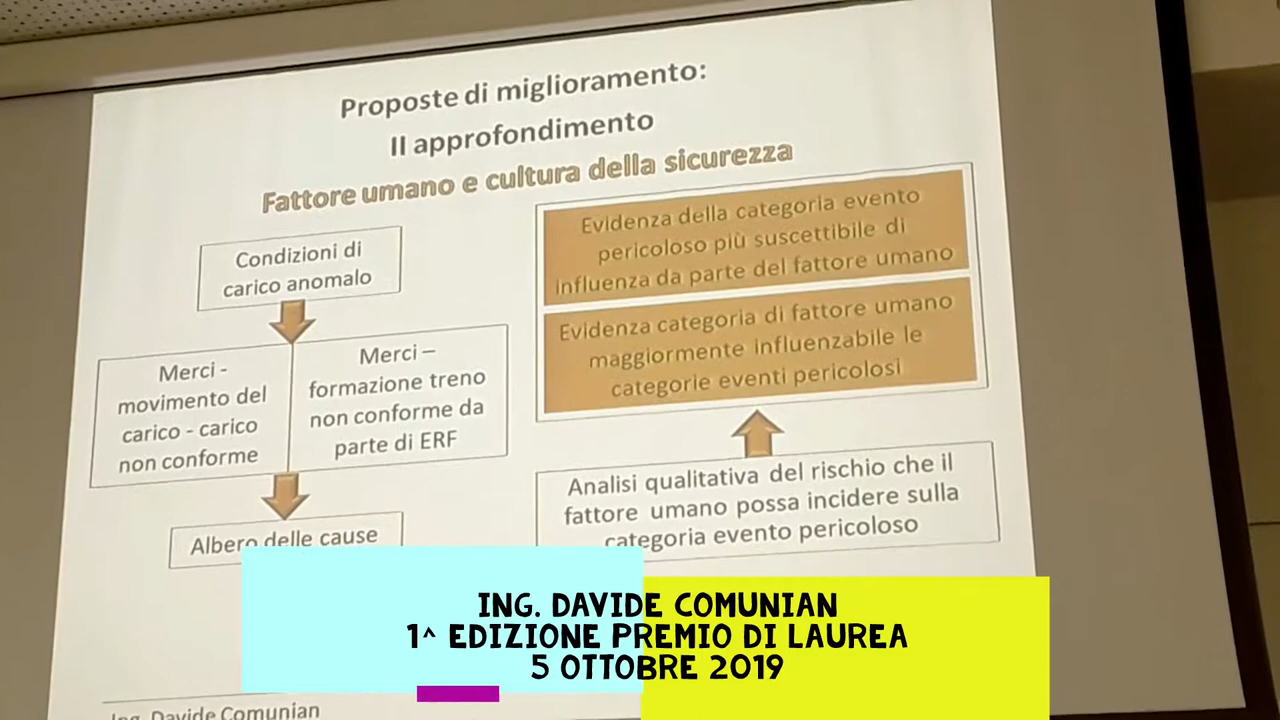 Proposte di miglioramento:
II approfondimento
Fattore umano e cultura della sicurezza
Condizioni di
carico anomalo
Merci -
movimento del
carico - carico
non conforme
Merci –
formazione treno
non conforme da
parte di ERF
Albero delle cause
Evidenza della categoria evento
pericoloso più suscettibile di
influenza da parte del fattore umano
Evidenza categoria di fattore umano
maggiormente influenzabile le
categorie eventi pericolosi
Analisi qualitativa del rischio che il
fattore umano possa incidere sulla
categoria evento pericoloso
ING. DAVIDE COMUNIAN
1^ EDIZIONE PREMIO DI LAUREA
5 OTTOBRE 2019
Ing. Davide Comunian